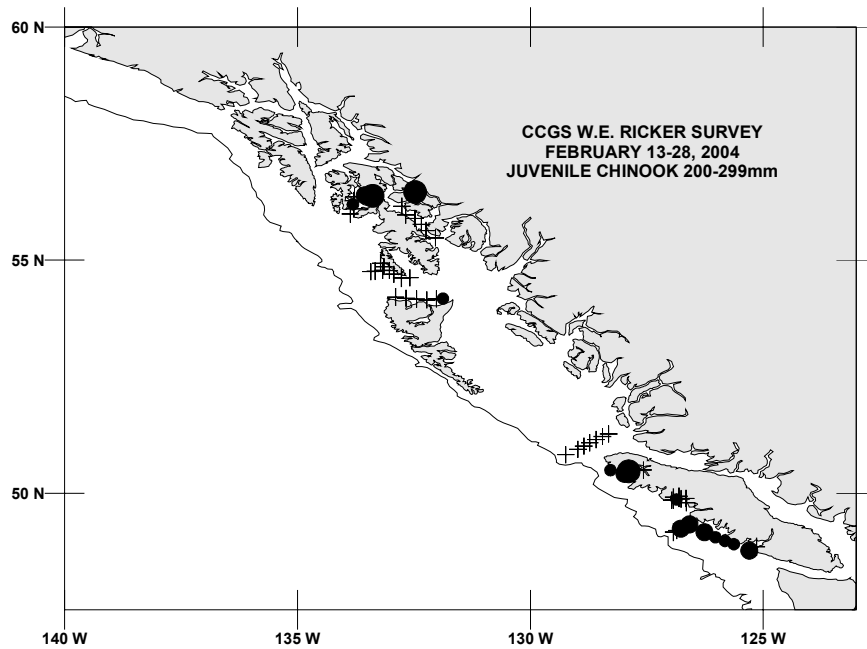 60 N
CCGS W.E. RICKER SURVEY
FEBRUARY 13-28, 2004
JUVENILE CHINOOK 200-299mm
55 N
50 N
140 W 135 W 130 W 125 W